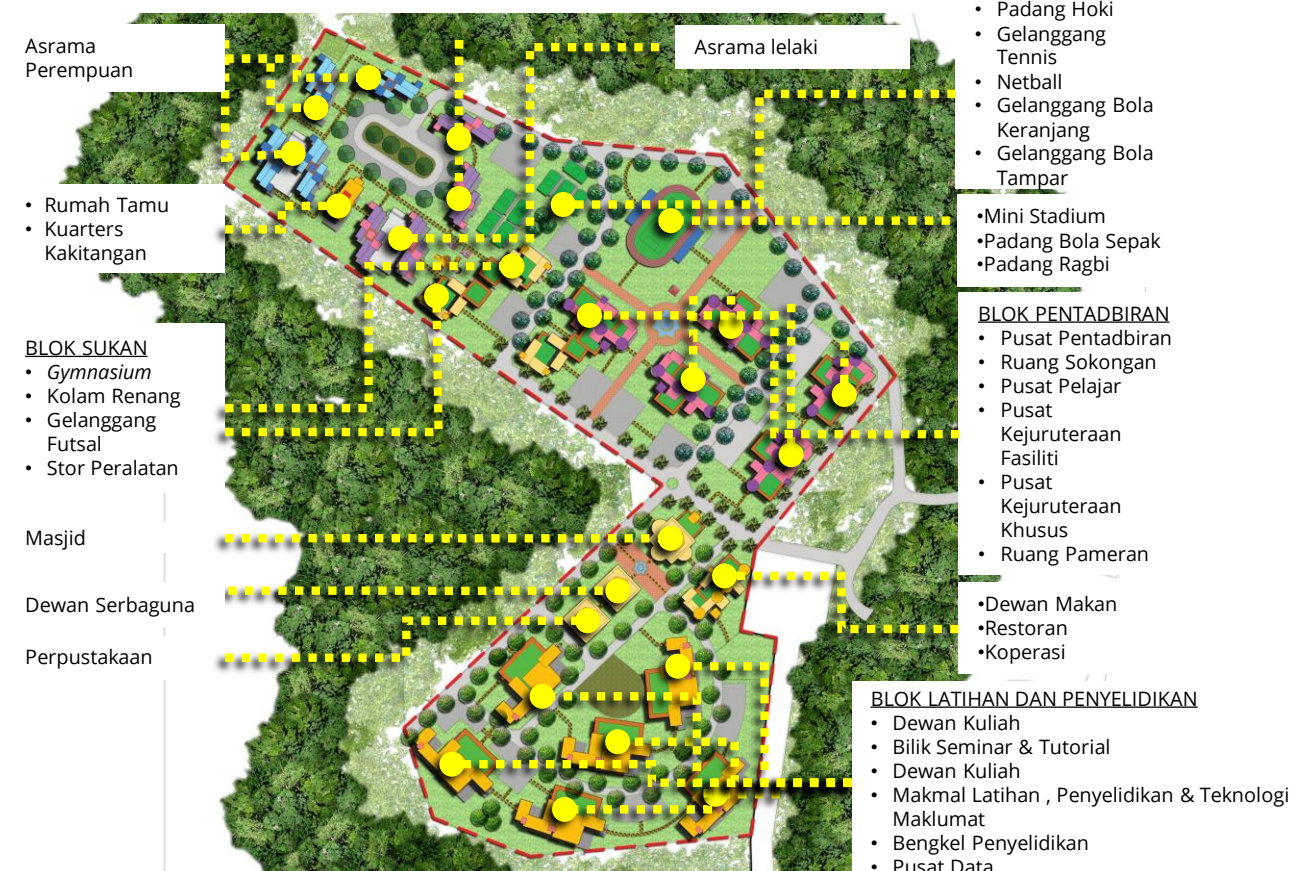 Asrama
Perempuan
Asrama lelaki
• Padang Hoki
• Gelanggang
Tennis
• Netball
• Gelanggang Bola
Keranjang
• Gelanggang Bola
Tampar
• Rumah Tamu
• Kuarters
Kakitangan
•Mini Stadium
•Padang Bola Sepak
•Padang Ragbi
BLOK SUKAN
• Gymnasium
• Kolam Renang
• Gelanggang
Futsal
• Stor Peralatan
BLOK PENTADBIRAN
• Pusat Pentadbiran
• Ruang Sokongan
• Pusat Pelajar
• Pusat
Kejuruteraan
Fasiliti
• Pusat
Kejuruteraan
Khusus
• Ruang Pameran
Masjid
Dewan Serbaguna
Perpustakaan
•Dewan Makan
•Restoran
•Koperasi
BLOK LATIHAN DAN PENYELIDIKAN
• Dewan Kuliah
• Bilik Seminar & Tutorial
• Dewan Kuliah
• Makmal Latihan , Penyelidikan & Teknologi
Maklumat
• Bengkel Penyelidikan
• Pusat Data